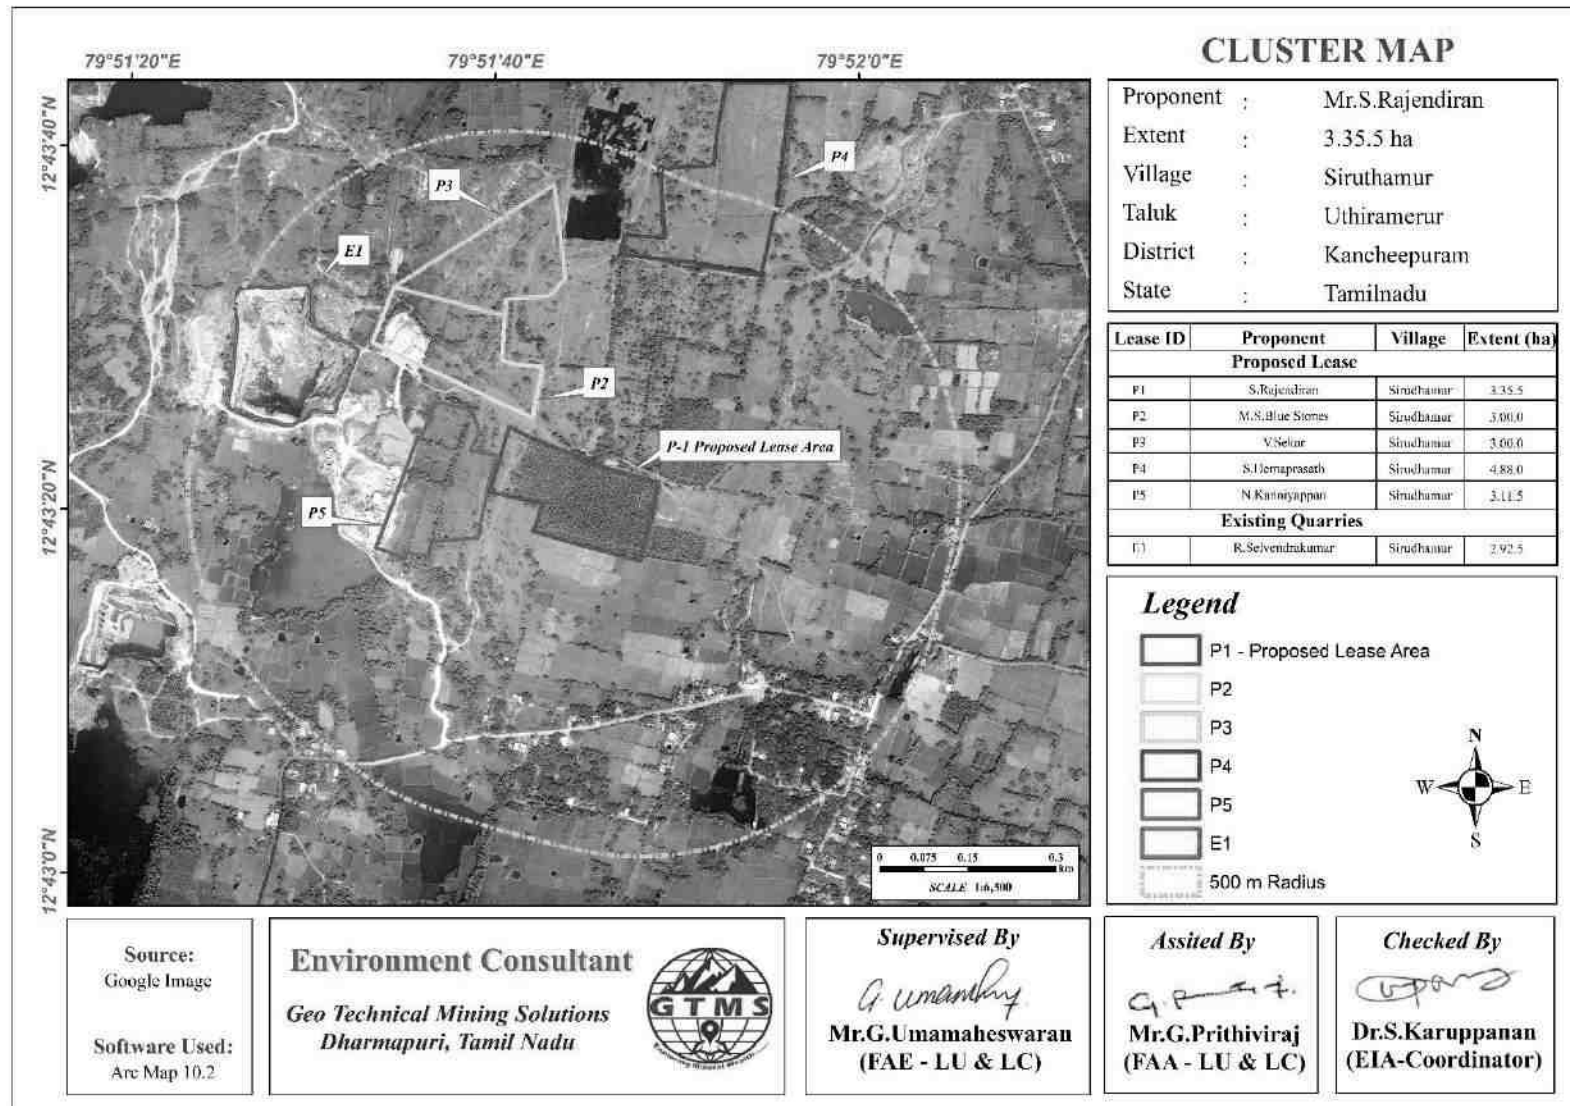 CLUSTER MAP
79°51'20"E 79°51'40"E 79°52'0"E
12°43'40"N
12°43'20"N
12°43'0"N
P4
P3
E1
P2
P-1 Proposed Lease Area
P5
0 0.075 0.15 0.3
km
SCALE 1:6,500
Proponent : Mr.S.Rajendiran
Extent : 3.35.5 ha
Village : Siruthamur
Taluk : Uthiramerur
District : Kancheepuram
State : Tamilnadu
Lease ID Proponent Village Extent (ha)
Proposed Lease
P1 S.Rajendiran Sirudhamur 3.35.5
P2 M.S.Blue Stones Sirudhamur 3.00.0
P3 V.Sekar Sirudhamur 3.00.0
P4 S.Hemaprasath Sirudhamur 4.88.0
P5 N.Kanniyappan Sirudhamur 3.11.5
Existing Quarries
E1 R.Selvendrakumar Sirudhamur 2.92.5
Legend
P1 - Proposed Lease Area
P2
P3
P4
P5
E1
500 m Radius
N
W E
S
Source:
Google Image
Software Used:
Arc Map 10.2
Environment Consultant
Geo Technical Mining Solutions
Dharmapuri, Tamil Nadu
GTMS
Supervised By
Mr.G.Umamaheswaran
(FAE - LU & LC)
Assited By
Mr.G.Prithiviraj
(FAA - LU & LC)
Checked By
Dr.S.Karuppanan
(EIA-Coordinator)